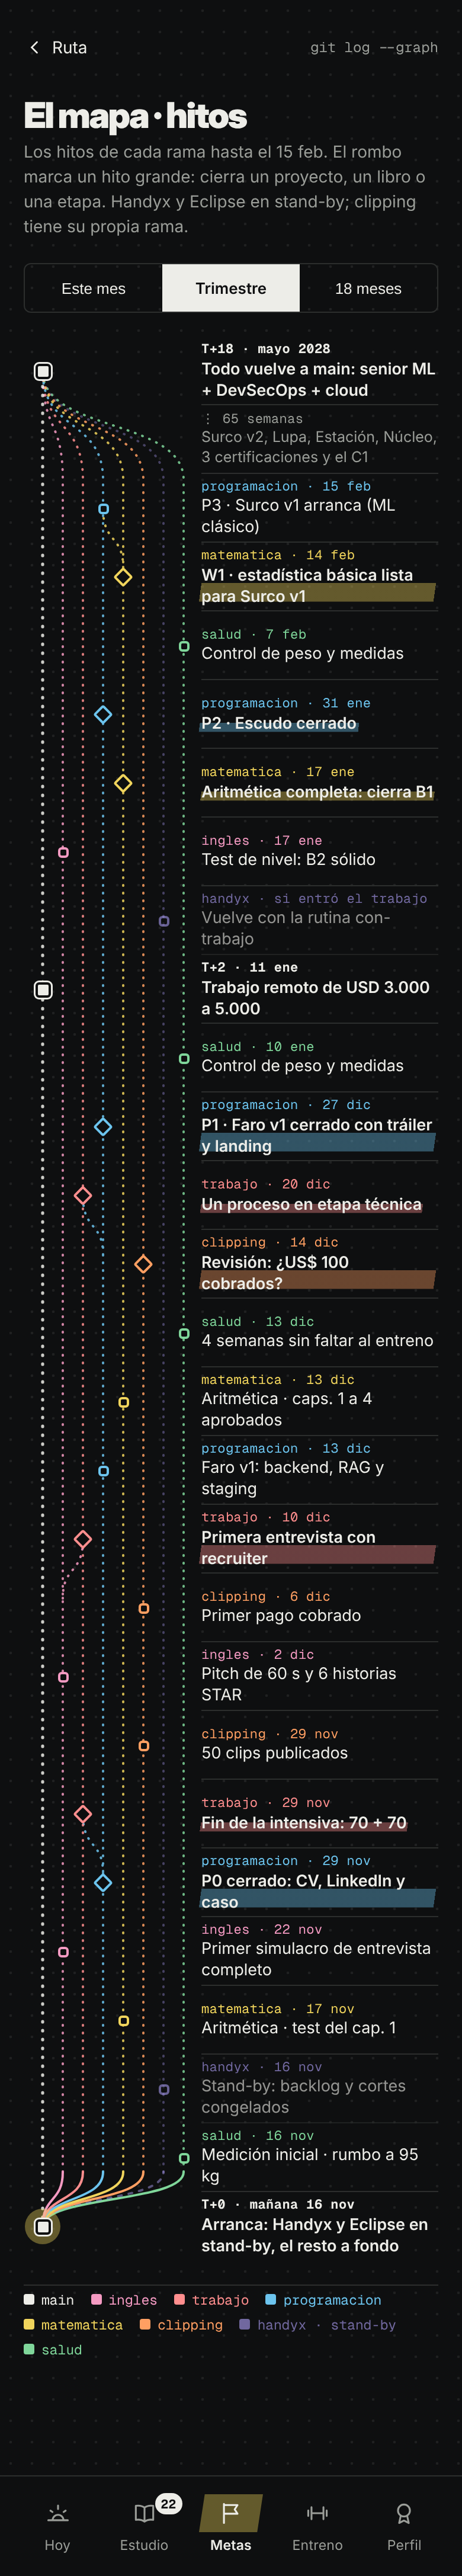 Ruta
git log --graph
El mapa · hitos
Los hitos de cada rama hasta el 15 feb. El rombo
marca un hito grande: cierra un proyecto, un libro o
una etapa. Handyx y Eclipse en stand-by; clipping
tiene su propia rama.
Este mes
Trimestre
18 meses
T+18 · mayo 2028
Todo vuelve a main: senior ML
+ DevSecOps + cloud
⋮ 65 semanas
Surco v2, Lupa, Estación, Núcleo,
3 certificaciones y el C1
programacion · 15 feb
P3 · Surco v1 arranca (ML
clásico)
matematica · 14 feb
W1 · estadística básica lista
para Surco v1
salud · 7 feb
Control de peso y medidas
programacion · 31 ene
P2 · Escudo cerrado
matematica · 17 ene
Aritmética completa: cierra B1
ingles · 17 ene
Test de nivel: B2 sólido
handyx · si entró el trabajo
Vuelve con la rutina con-
trabajo
T+2 · 11 ene
Trabajo remoto de USD 3.000
a 5.000
salud · 10 ene
Control de peso y medidas
programacion · 27 dic
P1 · Faro v1 cerrado con tráiler
y landing
trabajo · 20 dic
Un proceso en etapa técnica
clipping · 14 dic
Revisión: ¿US$ 100
cobrados?
salud · 13 dic
4 semanas sin faltar al entreno
matematica · 13 dic
Aritmética · caps. 1 a 4
aprobados
programacion · 13 dic
Faro v1: backend, RAG y
staging
trabajo · 10 dic
Primera entrevista con
recruiter
clipping · 6 dic
Primer pago cobrado
ingles · 2 dic
Pitch de 60 s y 6 historias
STAR
clipping · 29 nov
50 clips publicados
trabajo · 29 nov
Fin de la intensiva: 70 + 70
programacion · 29 nov
P0 cerrado: CV, LinkedIn y
caso
ingles · 22 nov
Primer simulacro de entrevista
completo
matematica · 17 nov
Aritmética · test del cap. 1
handyx · 16 nov
Stand-by: backlog y cortes
congelados
salud · 16 nov
Medición inicial · rumbo a 95
kg
T+0 · mañana 16 nov
Arranca: Handyx y Eclipse en
stand-by, el resto a fondo
main ingles trabajo programacion
matematica clipping handyx · stand-by
salud
22
Hoy Estudio Metas Entreno Perfil